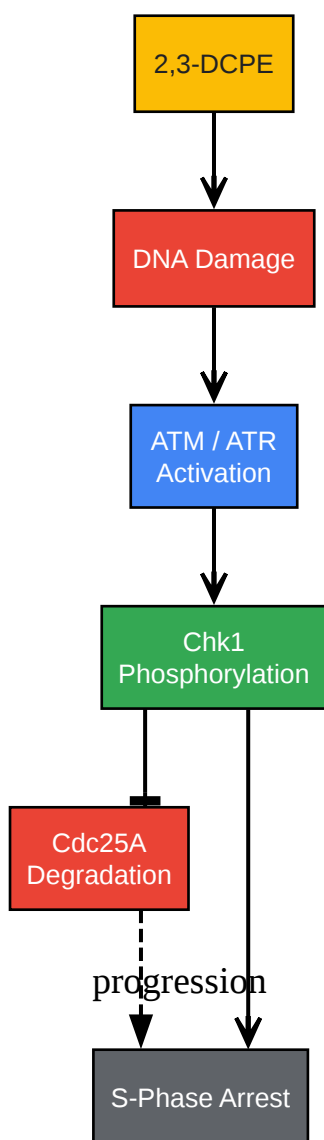 2,3-DCPE
DNA Damage
ATM / ATR
Activation
Chk1
Phosphorylation
Cdc25A
Degradation
progression
S-Phase Arrest